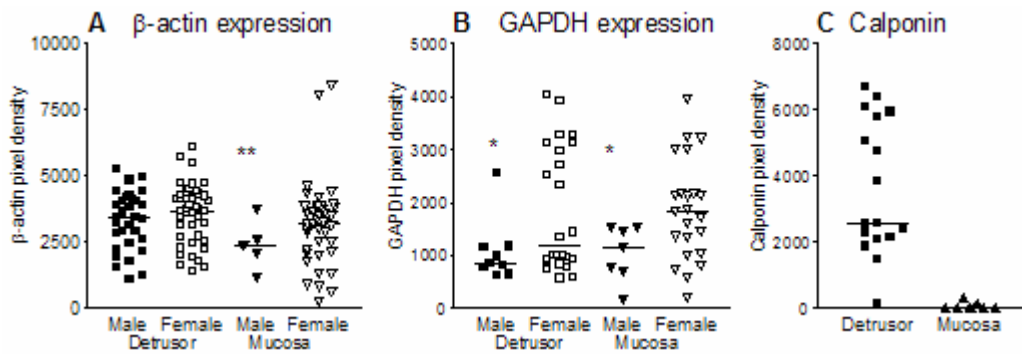 A β-actin expression
10000
7500
5000
2500
0
β-actin pixel density
**
Male Female Male Female
Detrusor Mucosa
B GAPDH expression
5000
4000
3000
2000
1000
0
GAPDH pixel density
* *
Male Female Male Female
Detrusor Mucosa
C Calponin
8000
6000
4000
2000
0
Calponin pixel density
Detrusor Mucosa